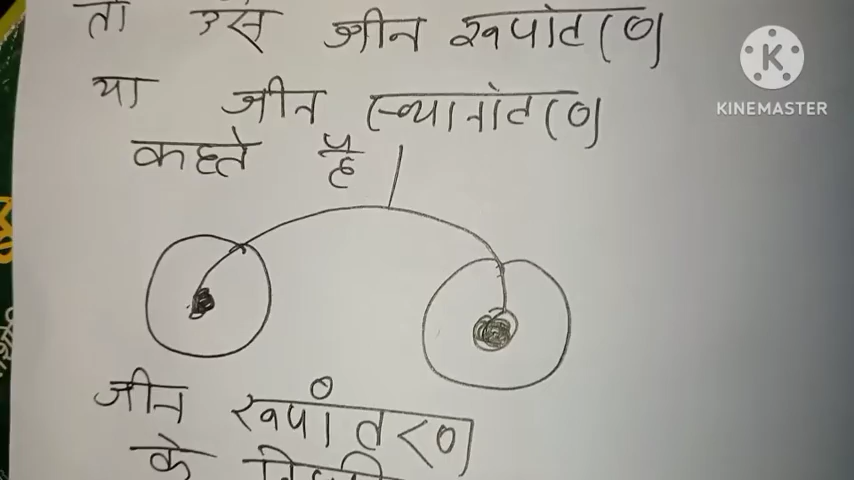 तो उसे जीन रूपांतरण
या जीन स्थानांतरण
कहते हैं|
जीन रूपांतरण
के
KINEMASTER